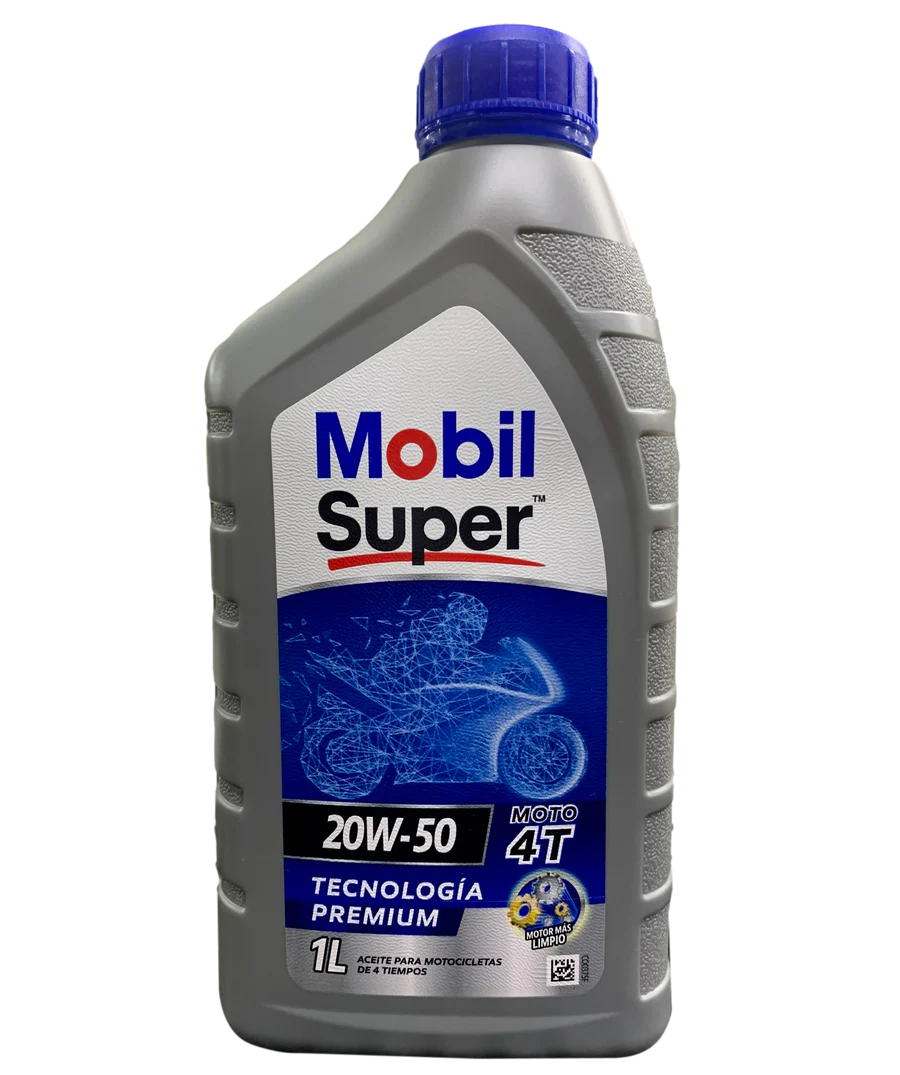 Mobil
Super™
20W-50
MOTO
4T
TECNOLOGÍA
PREMIUM
MOTOR MÁS
LIMPIO
1L
ACEITE PARA MOTOCICLETAS
DE 4 TIEMPOS